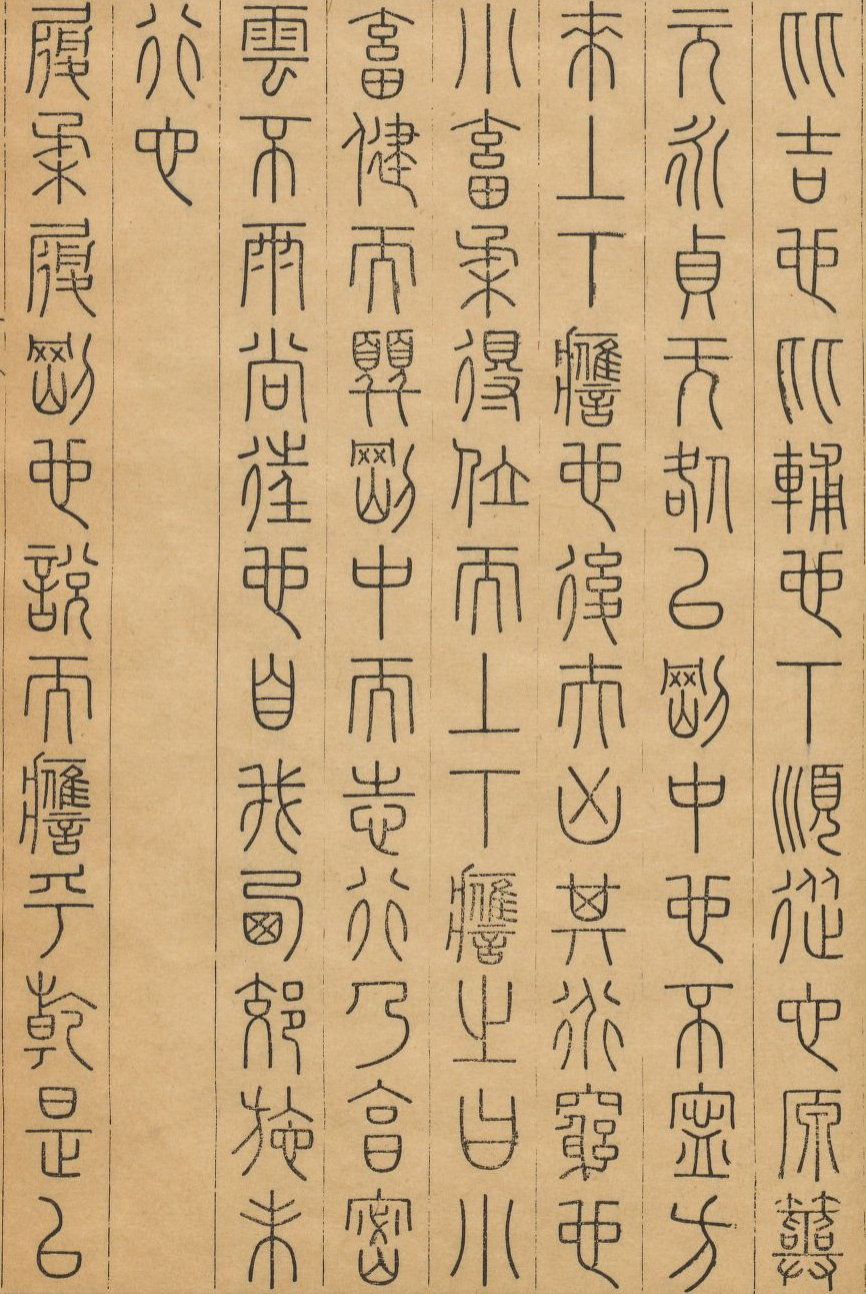 比吉也比輔也下順從也原筮
元永貞无咎以剛中也不寧方
來上下應也後夫凶其道窮也
小畜柔得位而上下應之曰小
畜健而巽剛中而志行乃亨密
雲不雨尚往也自我西郊施未
行也
履柔履剛也說而應乎乾是以